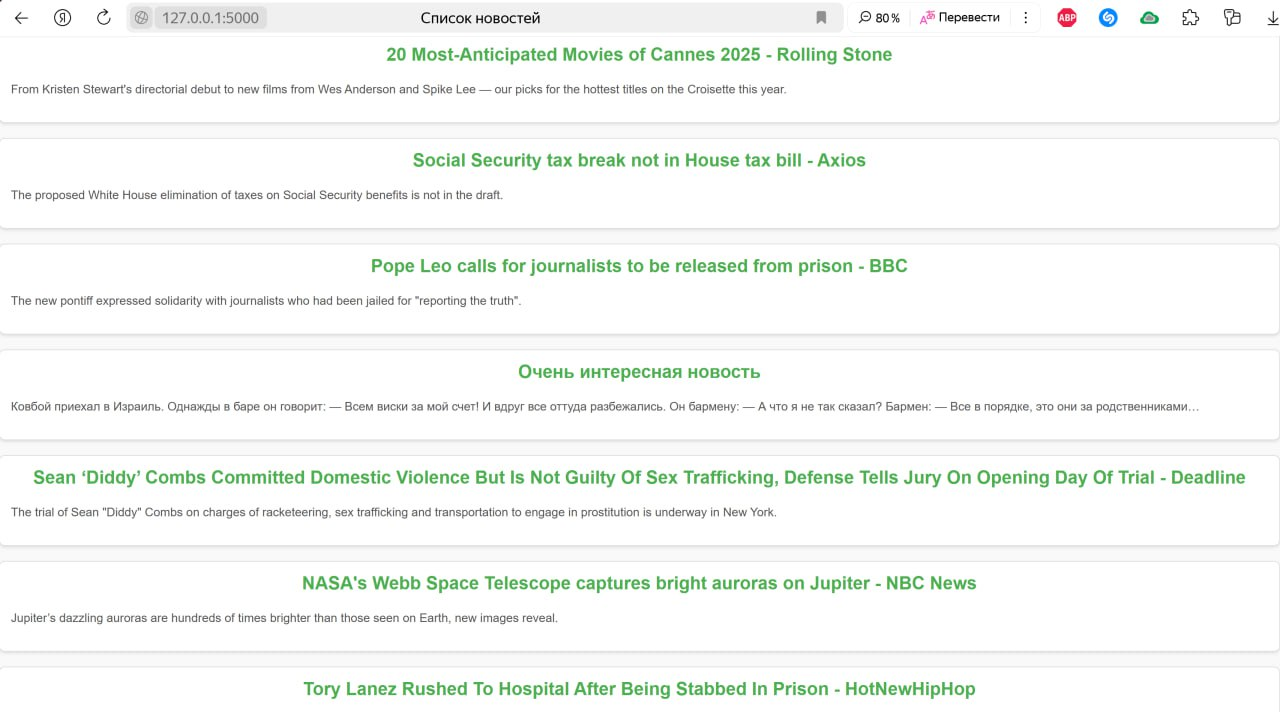 Я
127.0.0.1:5000
Список новостей
80 %
Aあ Перевести
ABP
20 Most-Anticipated Movies of Cannes 2025 - Rolling Stone
From Kristen Stewart's directorial debut to new films from Wes Anderson and Spike Lee — our picks for the hottest titles on the Croisette this year.
Social Security tax break not in House tax bill - Axios
The proposed White House elimination of taxes on Social Security benefits is not in the draft.
Pope Leo calls for journalists to be released from prison - BBC
The new pontiff expressed solidarity with journalists who had been jailed for "reporting the truth".
Очень интересная новость
Ковбой приехал в Израиль. Однажды в баре он говорит: — Всем виски за мой счет! И вдруг все оттуда разбежались. Он бармену: — А что я не так сказал? Бармен: — Все в порядке, это они за родственниками…
Sean ‘Diddy’ Combs Committed Domestic Violence But Is Not Guilty Of Sex Trafficking, Defense Tells Jury On Opening Day Of Trial - Deadline
The trial of Sean "Diddy" Combs on charges of racketeering, sex trafficking and transportation to engage in prostitution is underway in New York.
NASA's Webb Space Telescope captures bright auroras on Jupiter - NBC News
Jupiter’s dazzling auroras are hundreds of times brighter than those seen on Earth, new images reveal.
Tory Lanez Rushed To Hospital After Being Stabbed In Prison - HotNewHipHop